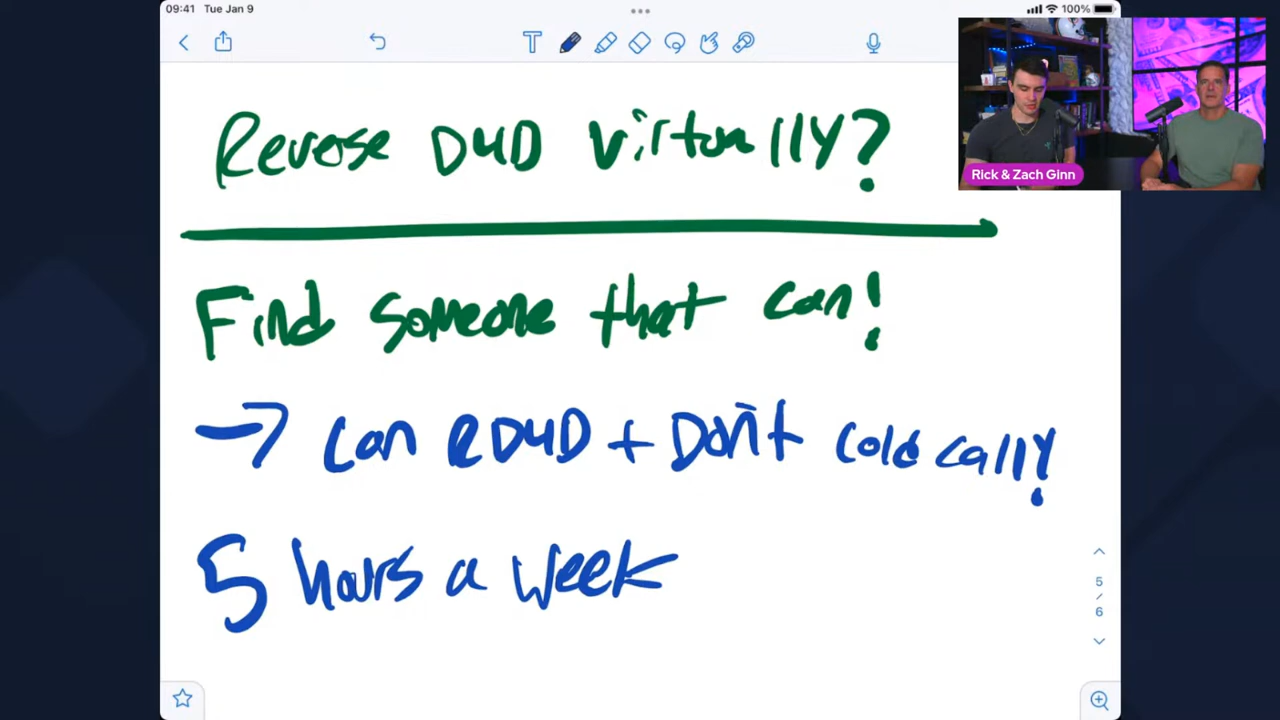 09:41 Tue Jan 9
100%
Rick & Zach Ginn
Reverse D4D virtually?
Find someone that can!
→ Can RD4D + Don't cold call!!
5 hours a week
5
/
6